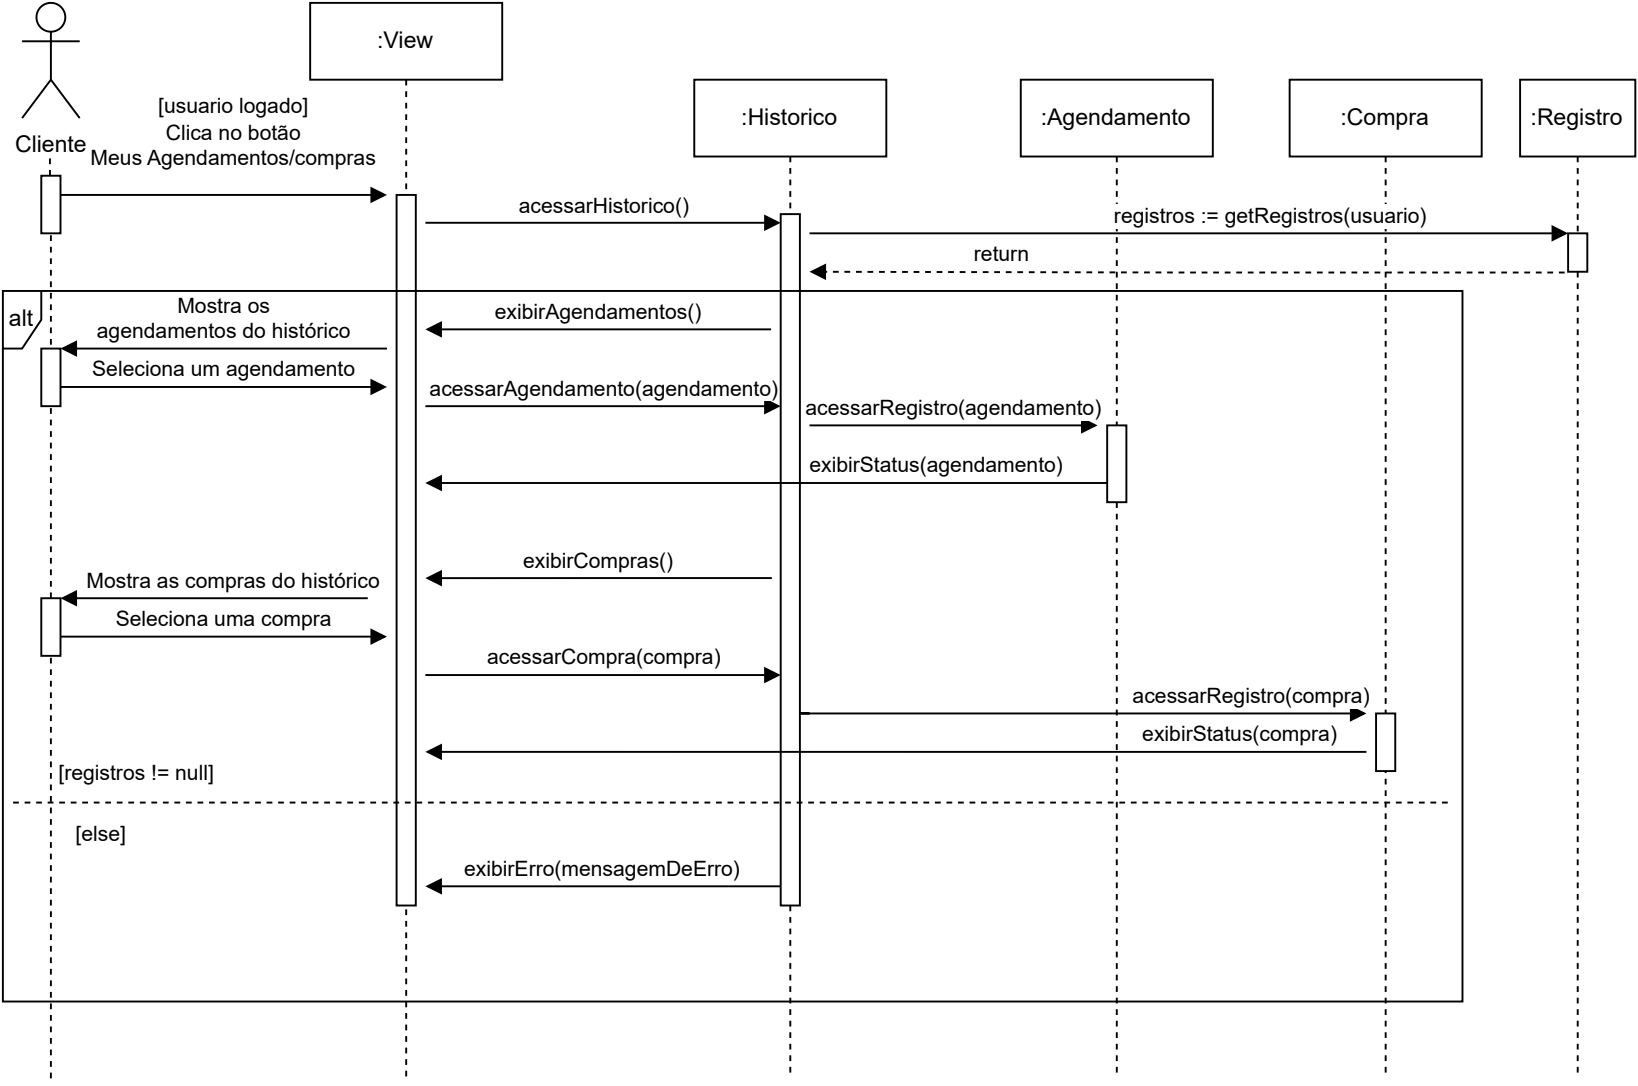 :View
:Historico
:Agendamento
:Compra
:Registro
Cliente
[usuario logado]
Clica no botão
Meus Agendamentos/compras
acessarHistorico()
registros := getRegistros(usuario)
return
alt
exibirAgendamentos()
Mostra os
agendamentos do histórico
Seleciona um agendamento
acessarAgendamento(agendamento)
acessarRegistro(agendamento)
exibirStatus(agendamento)
exibirCompras()
Mostra as compras do histórico
Seleciona uma compra
acessarCompra(compra)
acessarRegistro(compra)
exibirStatus(compra)
[registros != null]
[else]
exibirErro(mensagemDeErro)